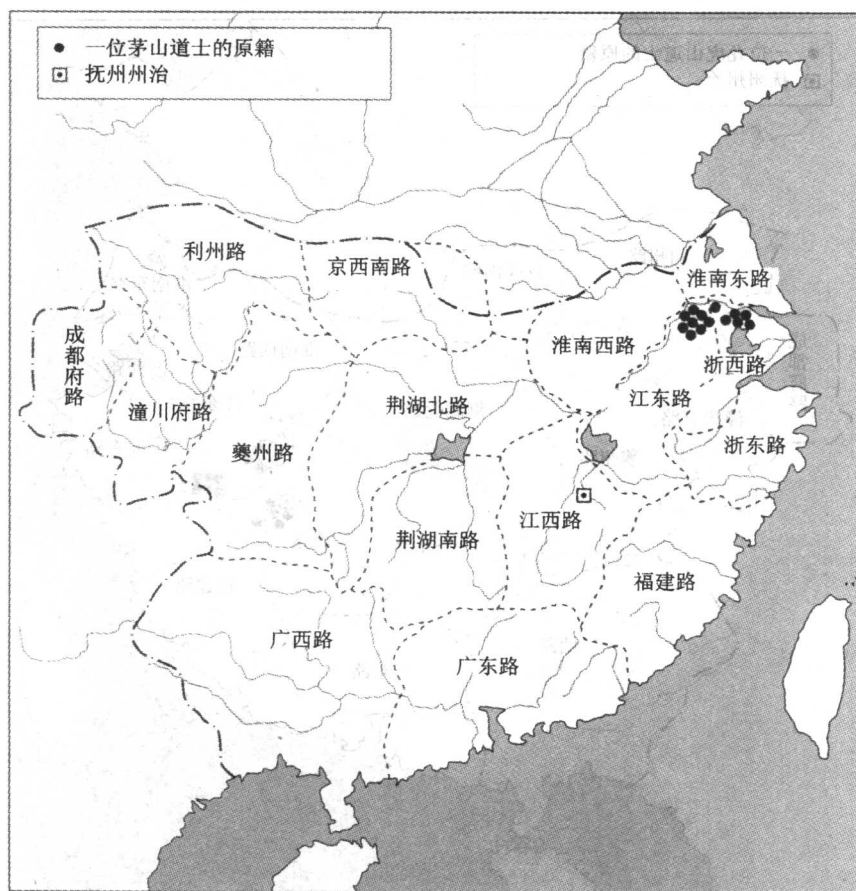 一位茅山道士的原籍
抚州州治
利州路
京西南路
淮南东路
成都府路
淮南西路
浙西路
潼川府路
荆湖北路
江东路
夔州路
浙东路
江西路
荆湖南路
福建路
广西路
广东路